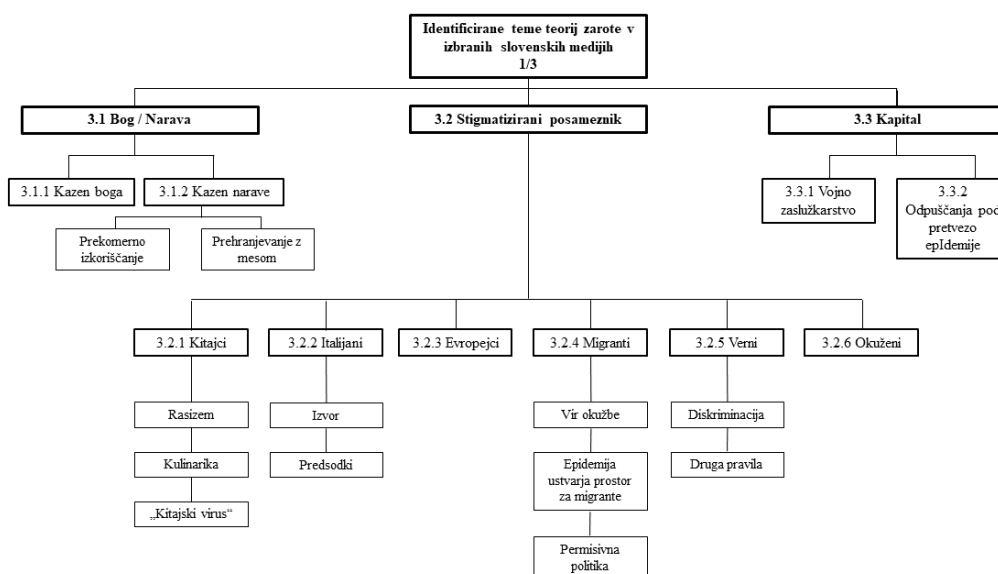 Identificirane teme teorij zarote v
izbranih slovenskih medijih
1/3
3.1 Bog / Narava
3.2 Stigmatizirani posameznik
3.3 Kapital
3.1.1 Kazen boga
3.1.2 Kazen narave
3.3.1 Vojno
zaslužkarstvo
3.3.2
Odpuščanja pod
pretvezo
epIdemije
Prekomerno
izkoriščanje
Prehranjevanje z
mesom
3.2.1 Kitajci
3.2.2 Italijani
3.2.3 Evropejci
3.2.4 Migranti
3.2.5 Verni
3.2.6 Okuženi
Rasizem
Izvor
Vir okužbe
Diskriminacija
Kulinarika
Predsodki
Epidemija
ustvarja prostor
za migrante
Druga pravila
„Kitajski virus“
Permisivna
politika